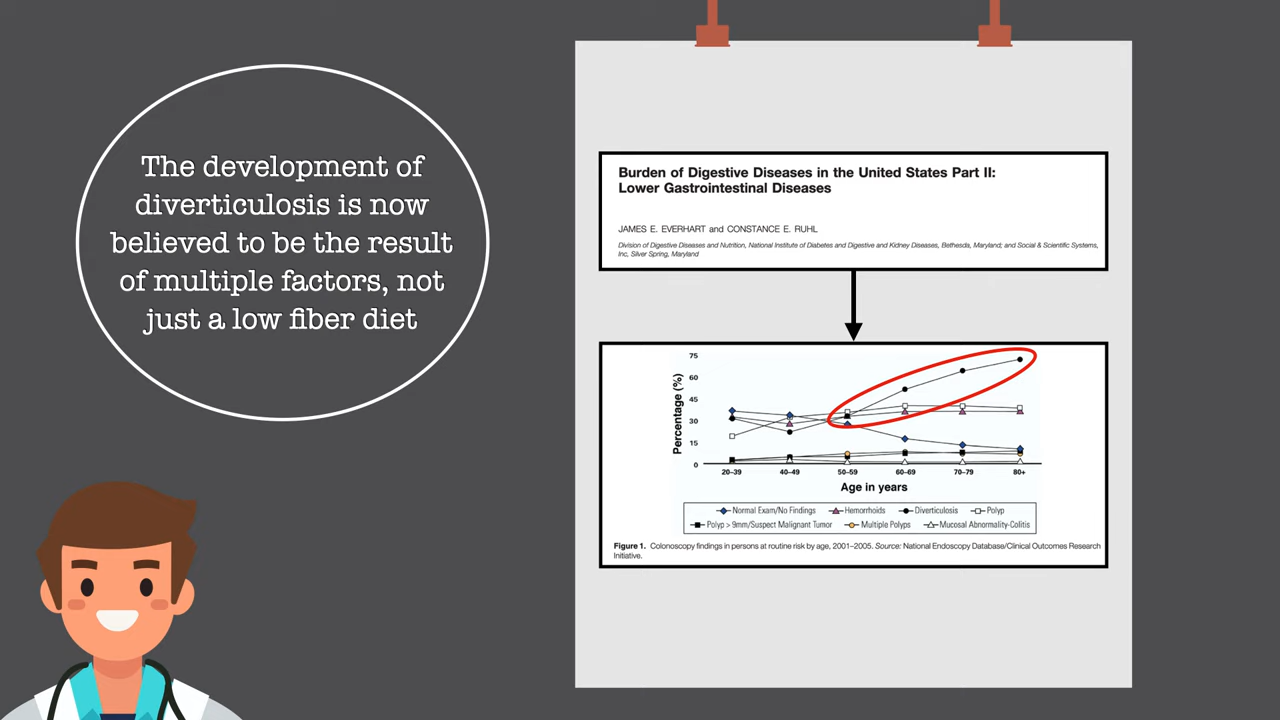 The development of
diverticulosis is now
believed to be the result
of multiple factors, not
just a low fiber diet
Burden of Digestive Diseases in the United States Part II:
Lower Gastrointestinal Diseases
JAMES E. EVERHART and CONSTANCE E. RUHL
Division of Digestive Diseases and Nutrition, National Institute of Diabetes and Digestive and Kidney Diseases, Bethesda, Maryland; and Social & Scientific Systems,
Inc, Silver Spring, Maryland
Percentage (%)
75
60
45
30
15
0
20–39 40–49 50–59 60–69 70–79 80+
Age in years
Normal Exam/No Findings Hemorrhoids Diverticulosis Polyp
Polyp > 9mm/Suspect Malignant Tumor Multiple Polyps Mucosal Abnormality-Colitis
Figure 1. Colonoscopy findings in persons at routine risk by age, 2001–2005. Source: National Endoscopy Database/Clinical Outcomes Research
Initiative.